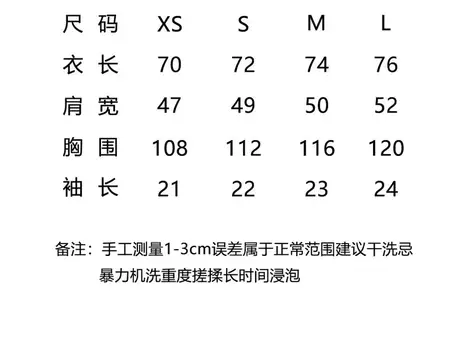 尺 码 XS S M L
衣 长 70 72 74 76
肩 宽 47 49 50 52
胸 围 108 112 116 120
袖 长 21 22 23 24
备注：手工测量1-3cm误差属于正常范围建议干洗忌
暴力机洗重度搓揉长时间浸泡